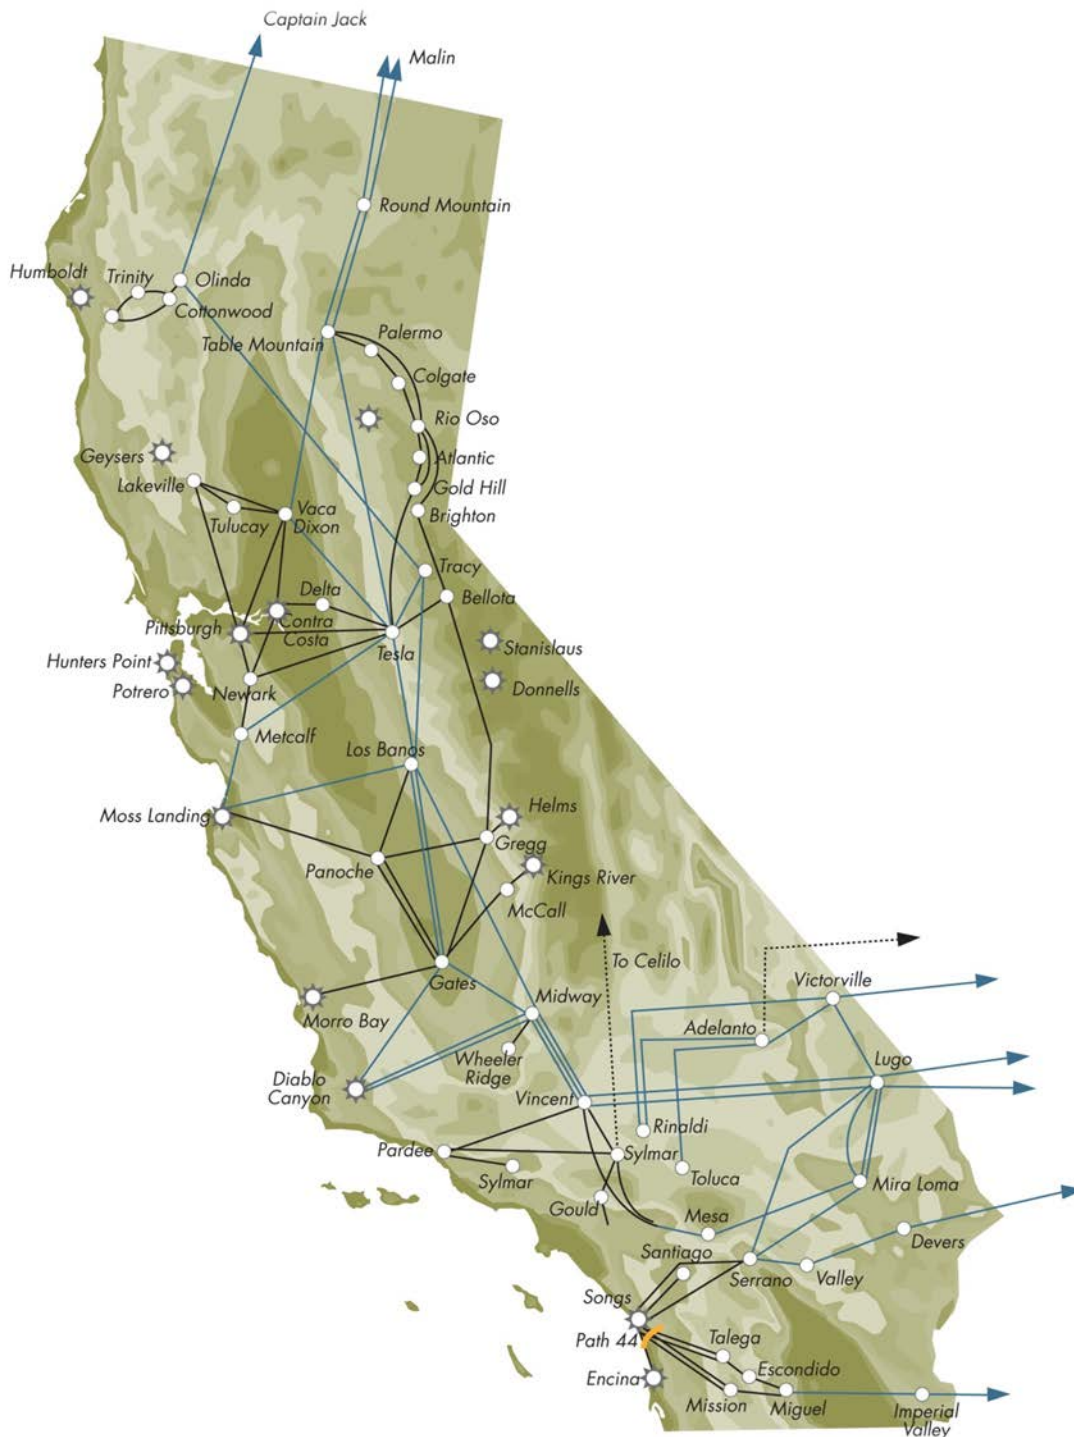 Captain Jack
Malin
Round Mountain
Humboldt
Trinity
Olinda
Cottonwood
Table Mountain
Palermo
Colgate
Rio Oso
Geysers
Atlantic
Lakeville
Gold Hill
Tulucay
Vaca
Dixon
Brighton
Tracy
Delta
Bellota
Pittsburgh
Contra
Costa
Tesla
Stanislaus
Hunters Point
Potrero
Newark
Donnells
Metcalf
Los Banos
Moss Landing
Helms
Gregg
Panoche
Kings River
McCall
To Celilo
Gates
Victorville
Morro Bay
Midway
Adelanto
Wheeler
Ridge
Lugo
Diablo
Canyon
Vincent
Rinaldi
Pardee
Sylmar
Sylmar
Toluca
Mira Loma
Gould
Mesa
Devers
Santiago
Serrano
Valley
Songs
Path 44
Talega
Encina
Escondido
Mission
Miguel
Imperial
Valley